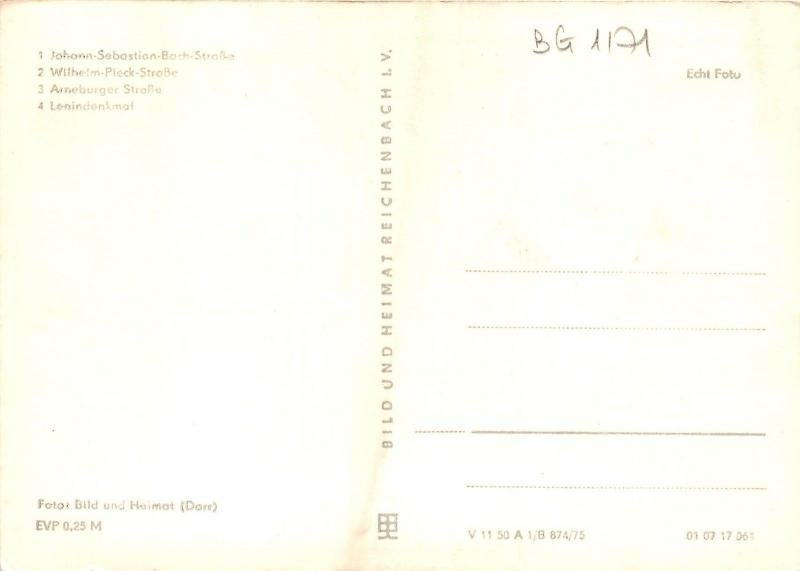 1 Johann-Sebastian-Bach-Straße
2 Wilhelm-Pieck-Straße
3 Arneburger Straße
4 Lenindenkmal
Foto: Bild und Heimat (Darr)
EVP 0,25 M
BILD UND HEIMAT REICHENBACH I.V.
BG 1171
Echt Foto
V 11 50 A 1/B 874/75
01 07 17 061